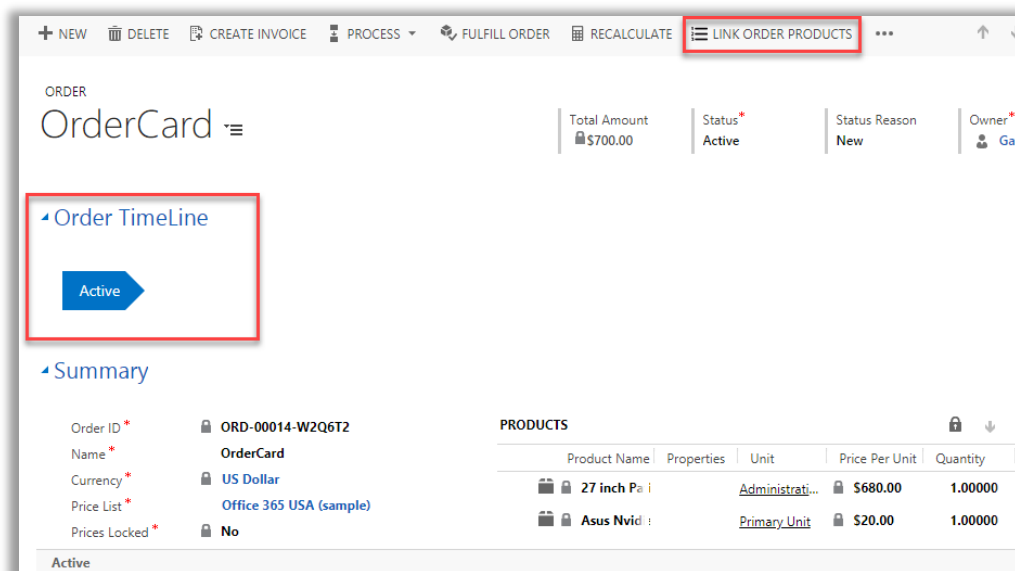 NEW DELETE CREATE INVOICE PROCESS FULFILL ORDER RECALCULATE LINK ORDER PRODUCTS •••
ORDER
OrderCard
Total Amount Status* Status Reason Owner*
$700.00 Active New Ga
Order TimeLine
Active
Summary
Order ID* ORD-00014-W2Q6T2 PRODUCTS
Name* OrderCard
Product Name Properties Unit Price Per Unit Quantity
Currency* US Dollar
27 inch Pa Administrati... $680.00 1.00000
Price List* Office 365 USA (sample)
Asus Nvid Primary Unit $20.00 1.00000
Prices Locked* No
Active